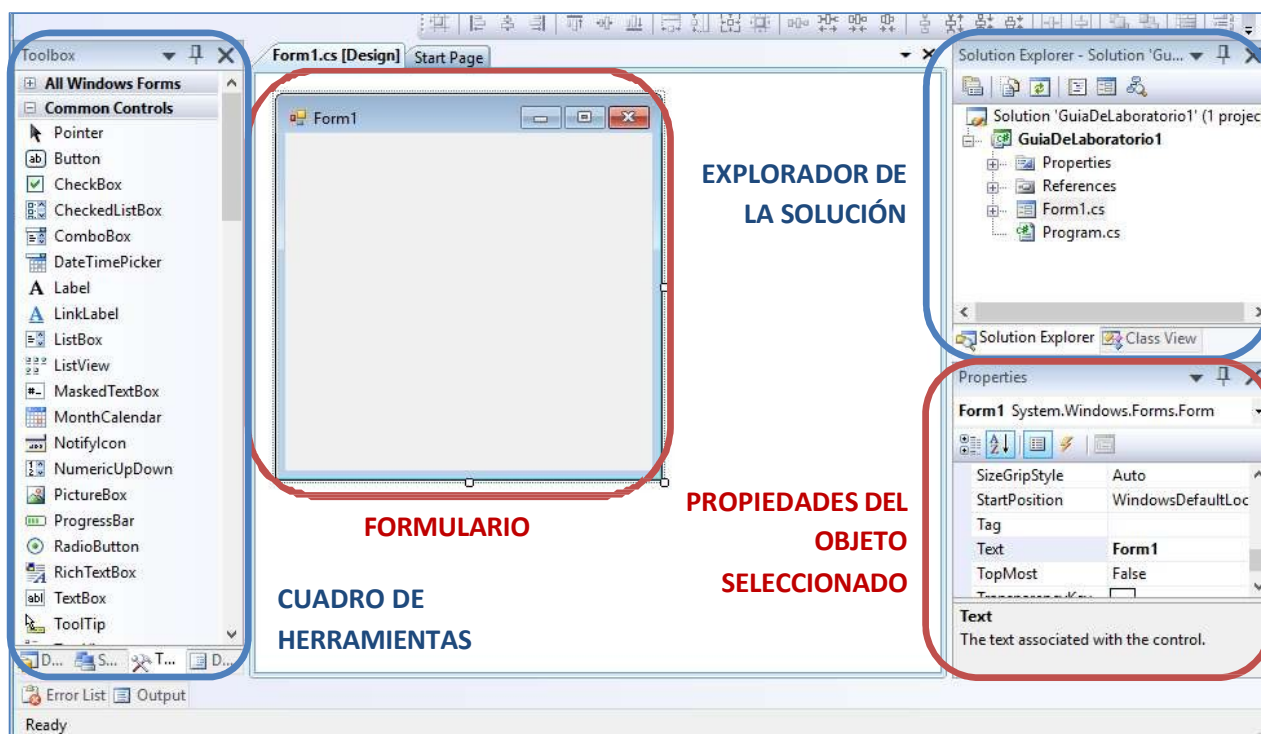 Toolbox
All Windows Forms
Common Controls
Pointer
Button
CheckBox
CheckedListBox
ComboBox
DateTimePicker
Label
LinkLabel
ListBox
ListView
MaskedTextBox
MonthCalendar
NotifyIcon
NumericUpDown
PictureBox
ProgressBar
RadioButton
RichTextBox
TextBox
ToolTip
D... S... T... D...
Error List Output
Ready
Form1.cs [Design] Start Page
Form1
FORMULARIO
CUADRO DE
HERRAMIENTAS
EXPLORADOR DE
LA SOLUCIÓN
PROPIEDADES DEL
OBJETO
SELECCIONADO
Solution Explorer - Solution 'Gu...
Solution 'GuiaDeLaboratorio1' (1 projec
GuiaDeLaboratorio1
Properties
References
Form1.cs
Program.cs
Solution Explorer Class View
Properties
Form1 System.Windows.Forms.Form
SizeGripStyle Auto
StartPosition WindowsDefaultLoc
Tag
Text Form1
TopMost False
Text
The text associated with the control.